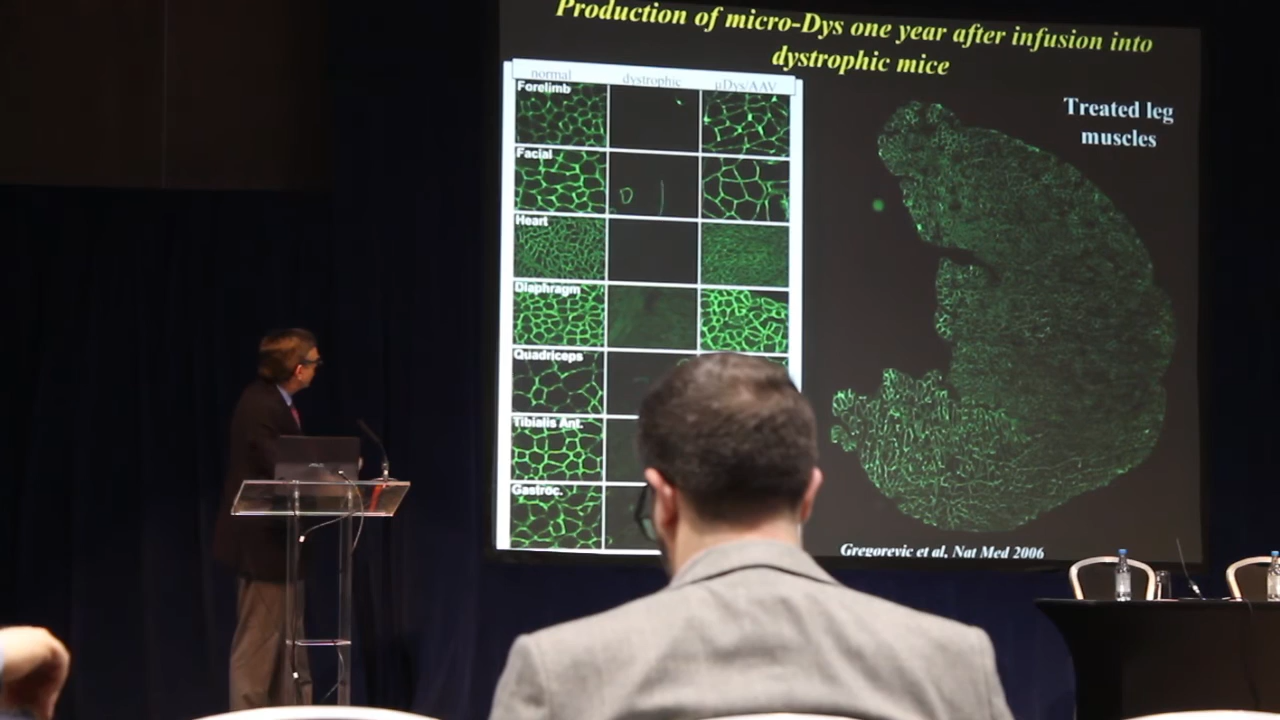 Production of micro-Dys one year after infusion into
dystrophic mice
normal dystrophic µDys/AAV
Forelimb
Facial
Heart
Diaphragm
Quadriceps
Tibialis Ant.
Gastroc.
Treated leg
muscles
Gregorevic et al, Nat Med 2006